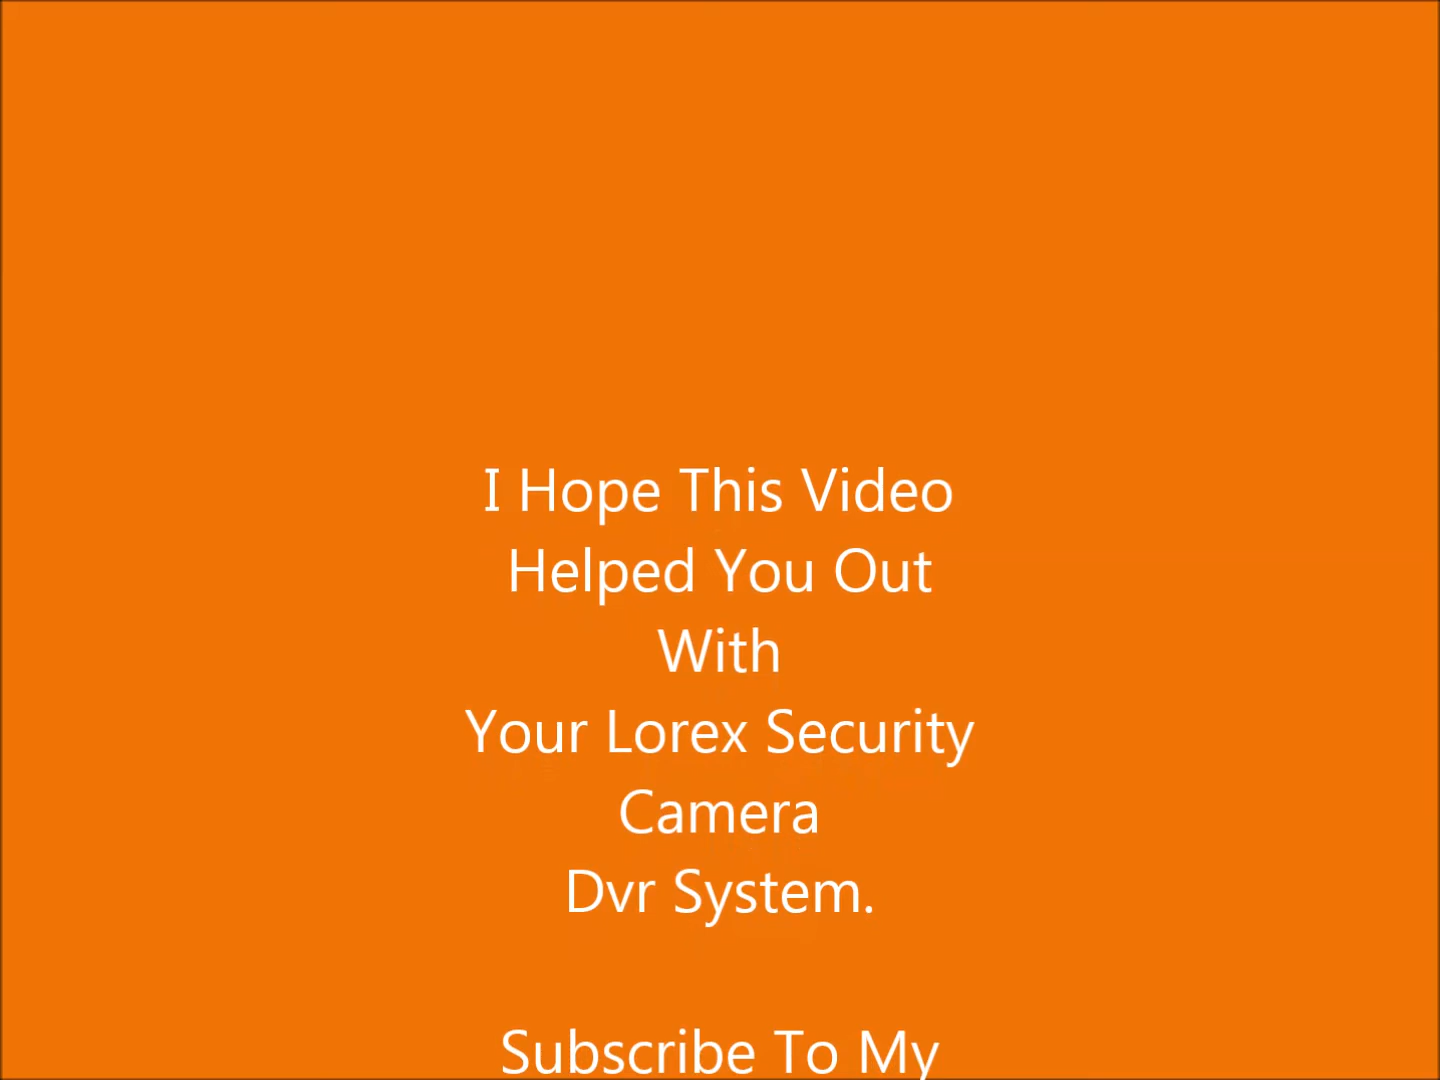 I Hope This Video
Helped You Out
With
Your Lorex Security
Camera
Dvr System.
Subscribe To My